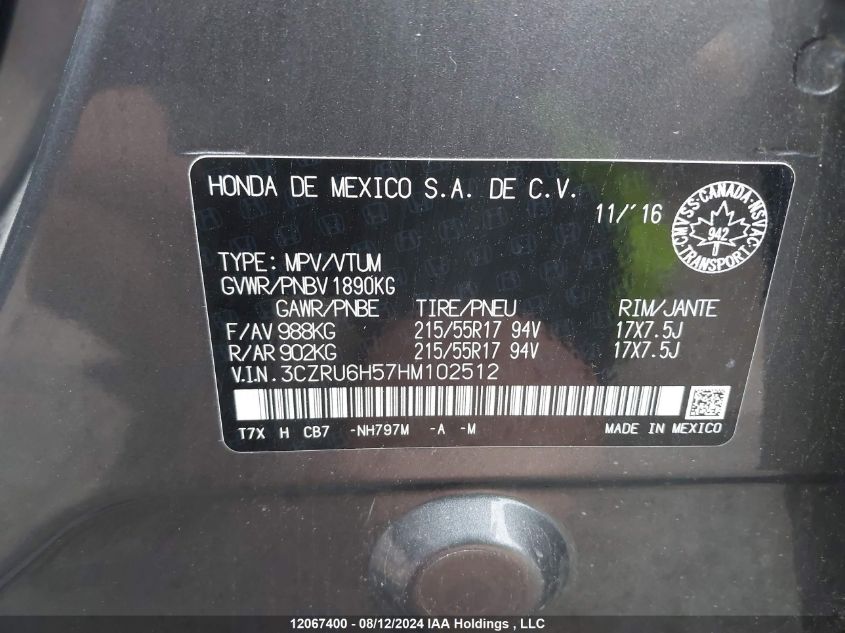 HONDA DE MEXICO S.A. DE C.V.
11/'16
C.M.V.S.S.-CANADA-N.S.V.A.C.
942
TRANSPORT
TYPE: MPV/VTUM
GVWR/PNBV 1890KG
GAWR/PNBE TIRE/PNEU RIM/JANTE
F/AV 988KG 215/55R17 94V 17X7.5J
R/AR 902KG 215/55R17 94V 17X7.5J
V.I.N. 3CZRU6H57HM102512
T7X H CB7 -NH797M -A -M MADE IN MEXICO
12067400 - 08/12/2024 IAA Holdings , LLC